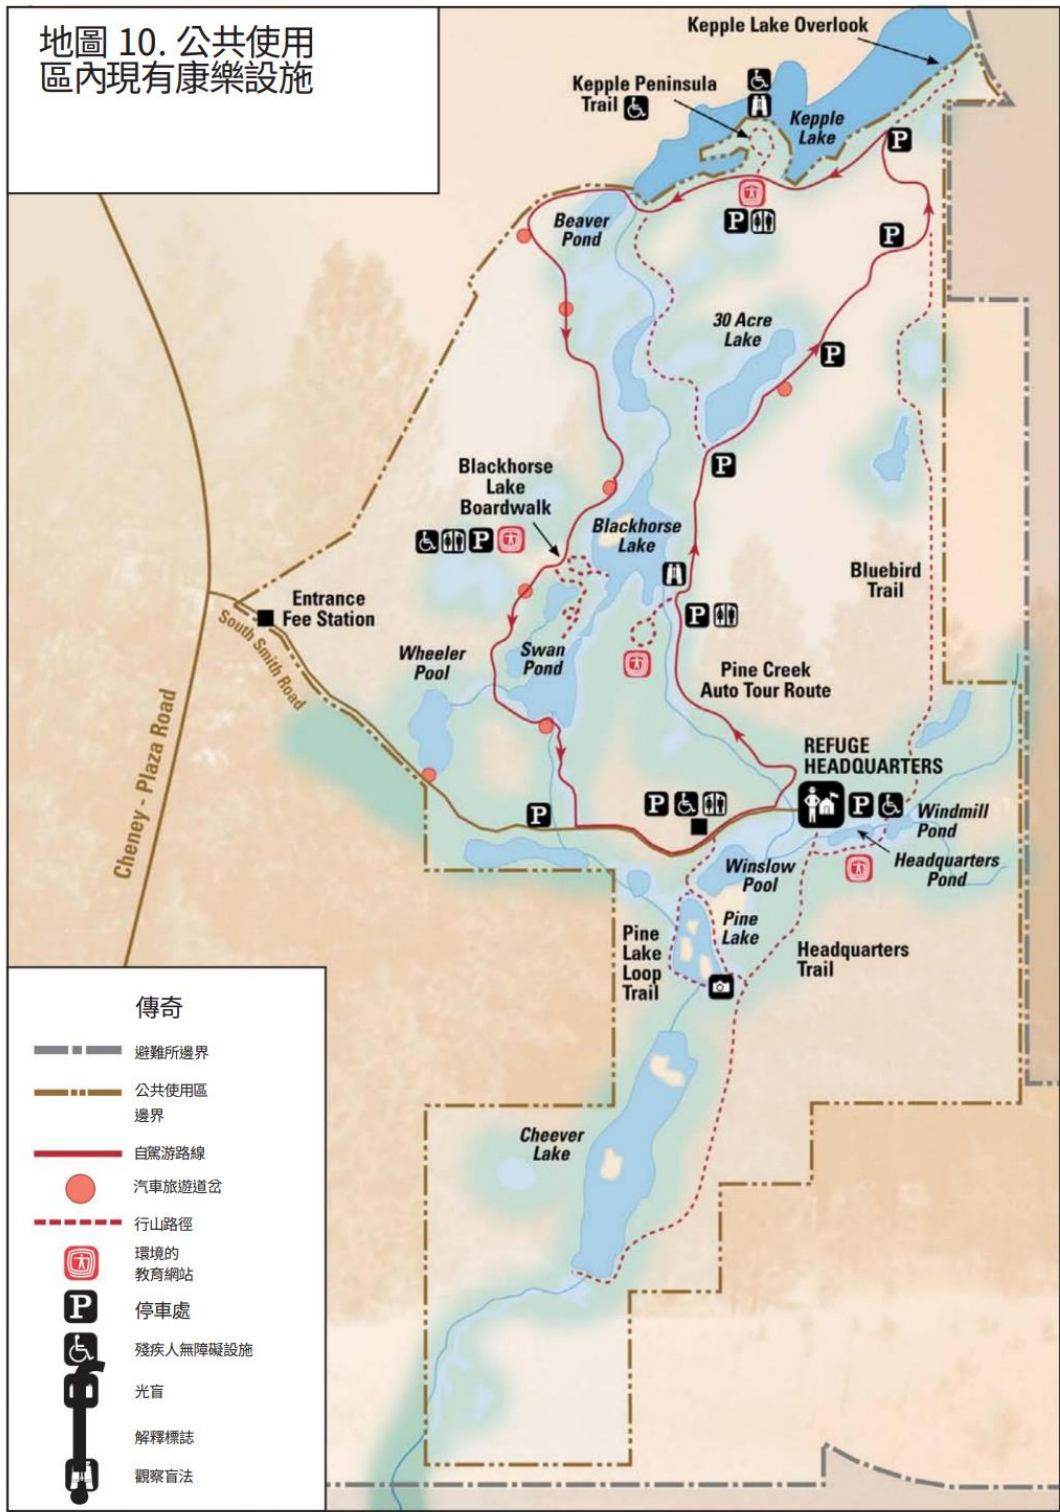 地圖 10. 公共使用
區內現有康樂設施
Kepple Lake Overlook
Kepple Peninsula
Trail
Kepple
Lake
P
P
Beaver
Pond
P
30 Acre
Lake
P
P
Blackhorse
Lake
Boardwalk
P
Blackhorse
Lake
Bluebird
Trail
Entrance
Fee Station
South Smith Road
P
Wheeler
Pool
Swan
Pond
Pine Creek
Auto Tour Route
Cheney - Plaza Road
REFUGE
HEADQUARTERS
P
P
P
Windmill
Pond
Headquarters
Pond
Winslow
Pool
Pine
Lake
Pine
Lake
Loop
Trail
Headquarters
Trail
Cheever
Lake
傳奇
避難所邊界
公共使用區
邊界
自駕游路線
汽車旅遊道岔
行山路徑
環境的
教育網站
P 停車處
殘疾人無障礙設施
光盲
解釋標誌
觀察盲法